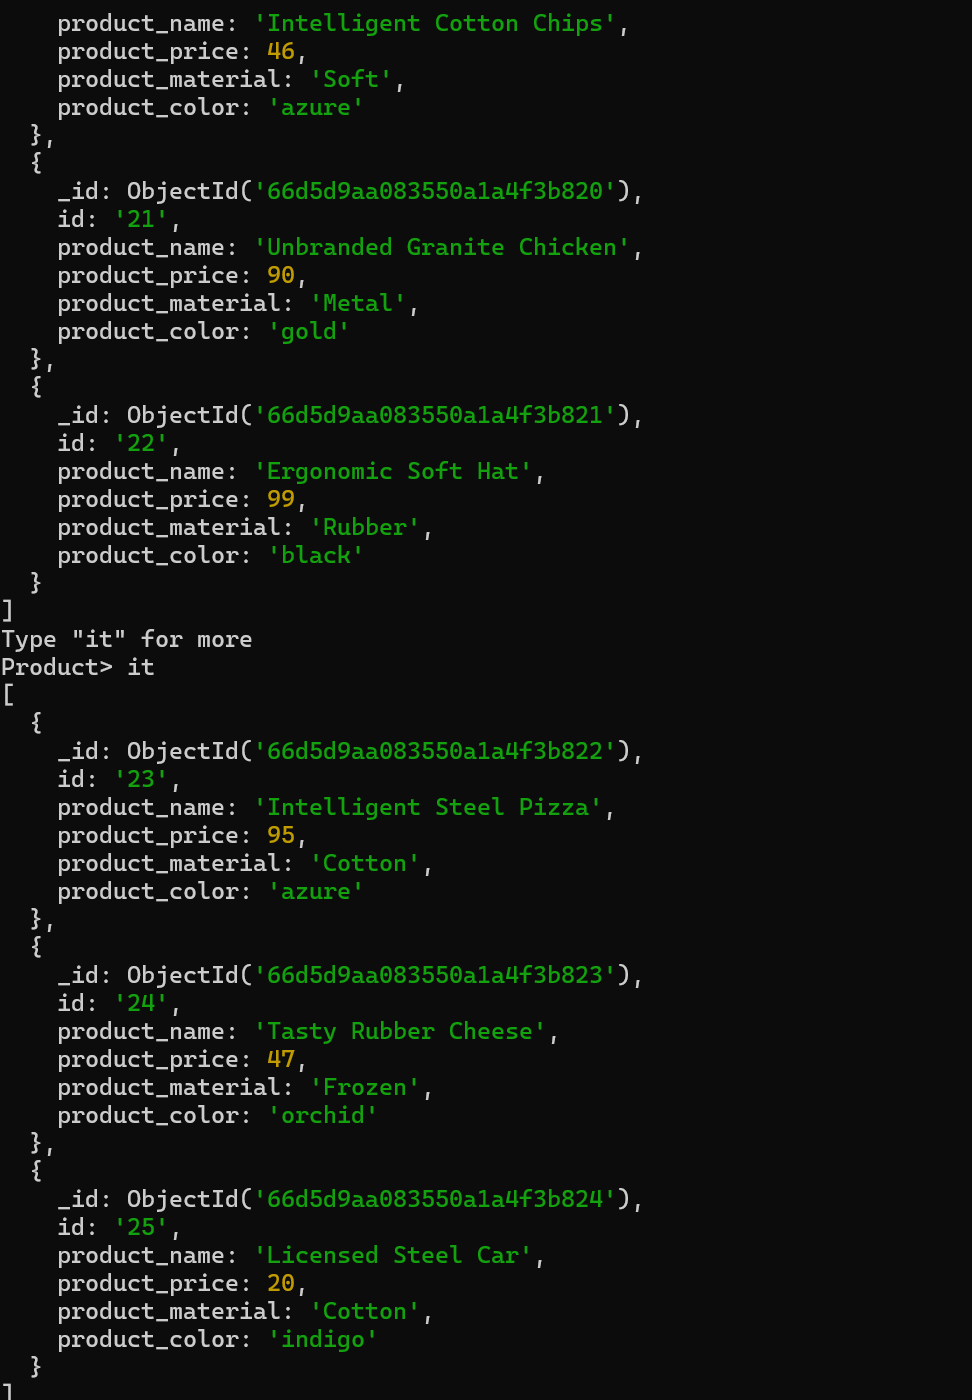 product_name: 'Intelligent Cotton Chips',
    product_price: 46,
    product_material: 'Soft',
    product_color: 'azure'
  },
  {
    _id: ObjectId('66d5d9aa083550a1a4f3b820'),
    id: '21',
    product_name: 'Unbranded Granite Chicken',
    product_price: 90,
    product_material: 'Metal',
    product_color: 'gold'
  },
  {
    _id: ObjectId('66d5d9aa083550a1a4f3b821'),
    id: '22',
    product_name: 'Ergonomic Soft Hat',
    product_price: 99,
    product_material: 'Rubber',
    product_color: 'black'
  }
]
Type "it" for more
Product> it
[
  {
    _id: ObjectId('66d5d9aa083550a1a4f3b822'),
    id: '23',
    product_name: 'Intelligent Steel Pizza',
    product_price: 95,
    product_material: 'Cotton',
    product_color: 'azure'
  },
  {
    _id: ObjectId('66d5d9aa083550a1a4f3b823'),
    id: '24',
    product_name: 'Tasty Rubber Cheese',
    product_price: 47,
    product_material: 'Frozen',
    product_color: 'orchid'
  },
  {
    _id: ObjectId('66d5d9aa083550a1a4f3b824'),
    id: '25',
    product_name: 'Licensed Steel Car',
    product_price: 20,
    product_material: 'Cotton',
    product_color: 'indigo'
  }
]